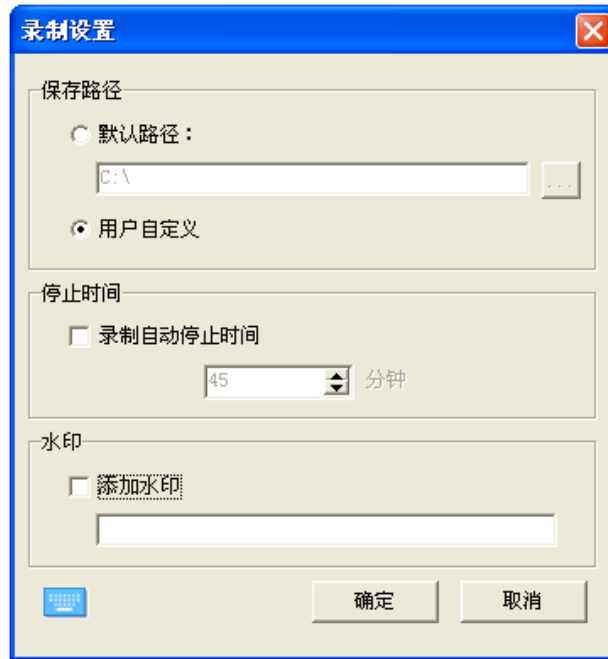 录制设置
保存路径
默认路径：
C:\
...
用户自定义
停止时间
录制自动停止时间
45
分钟
水印
添加水印
确定
取消